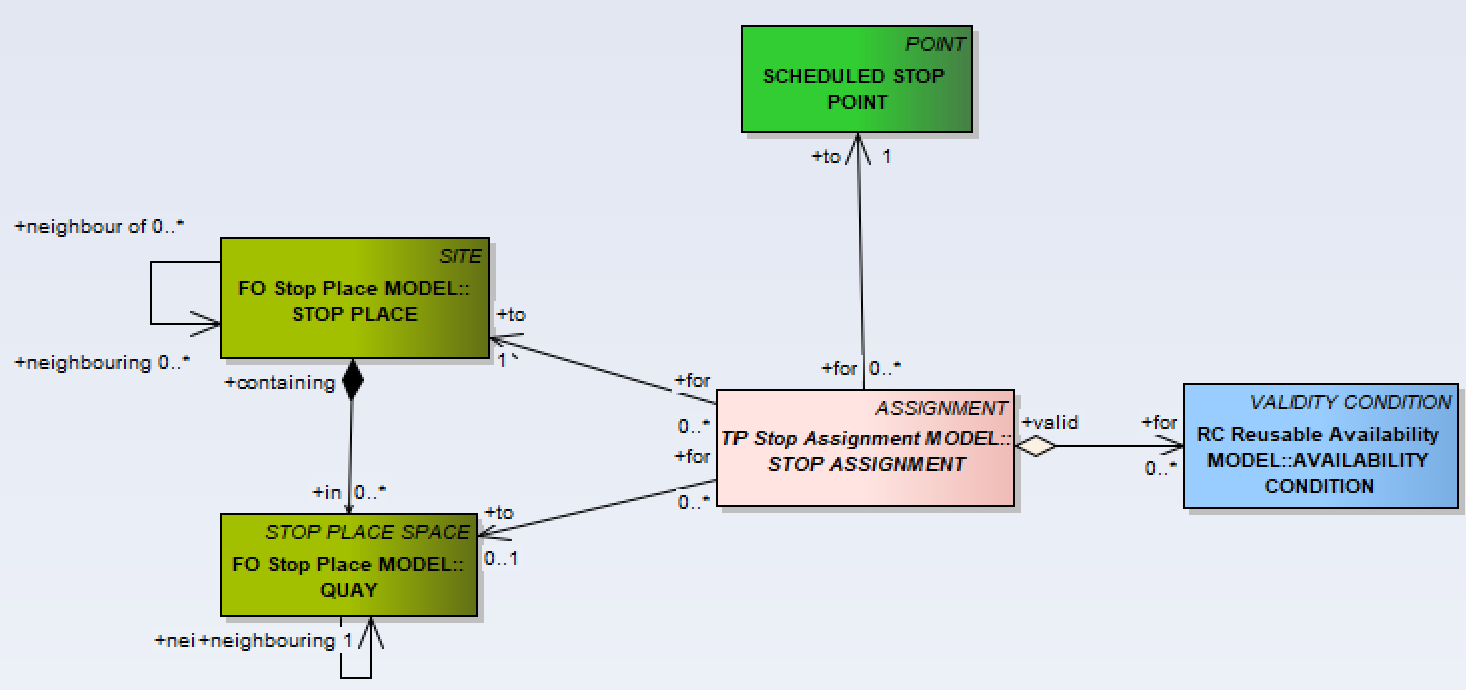 POINT
SCHEDULED STOP
POINT
+to
1
+neighbour of 0..*
SITE
FO Stop Place MODEL::
STOP PLACE
+neighbouring 0..*
+to
1
+containing
+for
0..*
+for
0..*
+for 0..*
ASSIGNMENT
TP Stop Assignment MODEL::
STOP ASSIGNMENT
+valid
+for
0..*
VALIDITY CONDITION
RC Reusable Availability
MODEL::AVAILABILITY
CONDITION
+in 0..*
STOP PLACE SPACE
FO Stop Place MODEL::
QUAY
+to
0..1
+nei+neighbouring 1